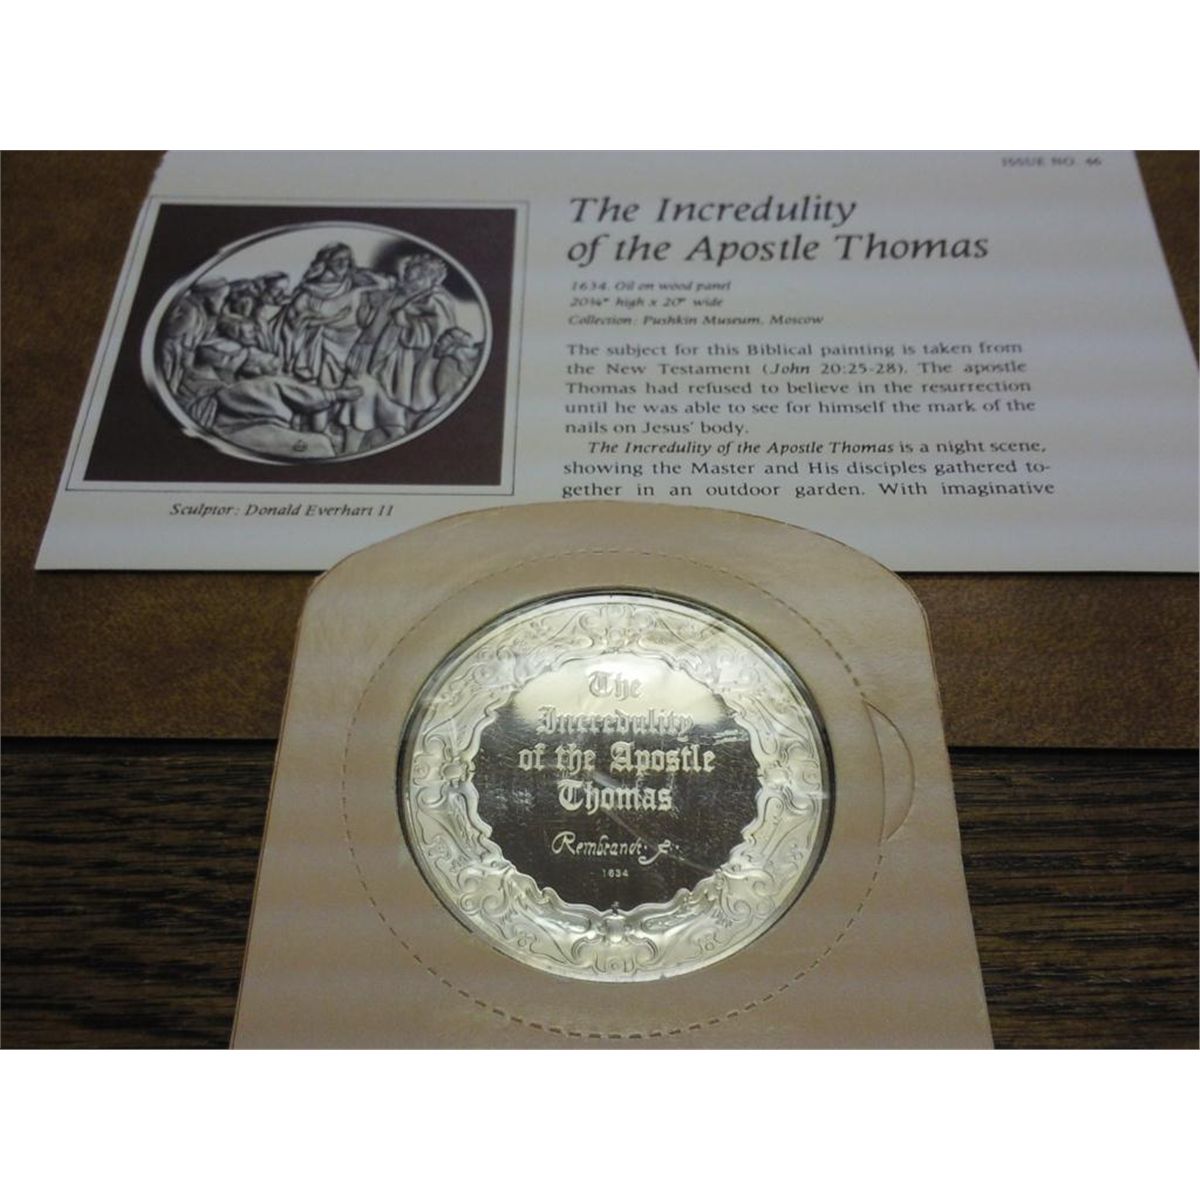 ISSUE NO. 66
The Incredulity
of the Apostle Thomas
1634. Oil on wood panel
20¾" high x 20" wide
Collection: Pushkin Museum, Moscow
The subject for this Biblical painting is taken from
the New Testament (John 20:25-28). The apostle
Thomas had refused to believe in the resurrection
until he was able to see for himself the mark of the
nails on Jesus' body.
The Incredulity of the Apostle Thomas is a night scene,
showing the Master and His disciples gathered to-
gether in an outdoor garden. With imaginative
Sculptor: Donald Everhart II
The
Incredulity
of the Apostle
Thomas
Rembrandt. f.
1634